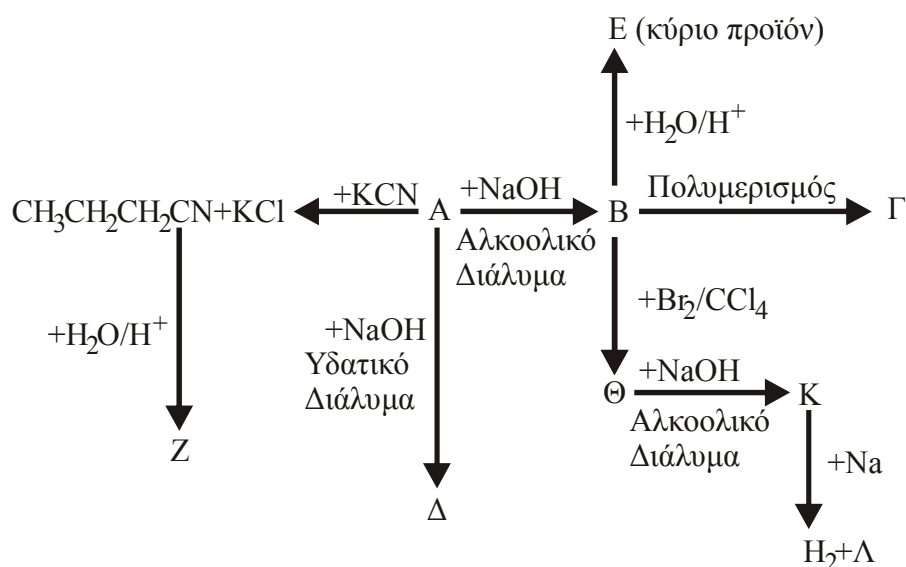 Ε (κύριο προϊόν)
+H₂O/H⁺
CH₃CH₂CH₂CN+KCl
+KCN
Α
+NaOH
Αλκοολικό
Διάλυμα
Β
Πολυμερισμός
Γ
+H₂O/H⁺
+NaOH
Υδατικό
Διάλυμα
+Br₂/CCl₄
Θ
+NaOH
Αλκοολικό
Διάλυμα
Κ
Ζ
+Na
Δ
H₂+Λ